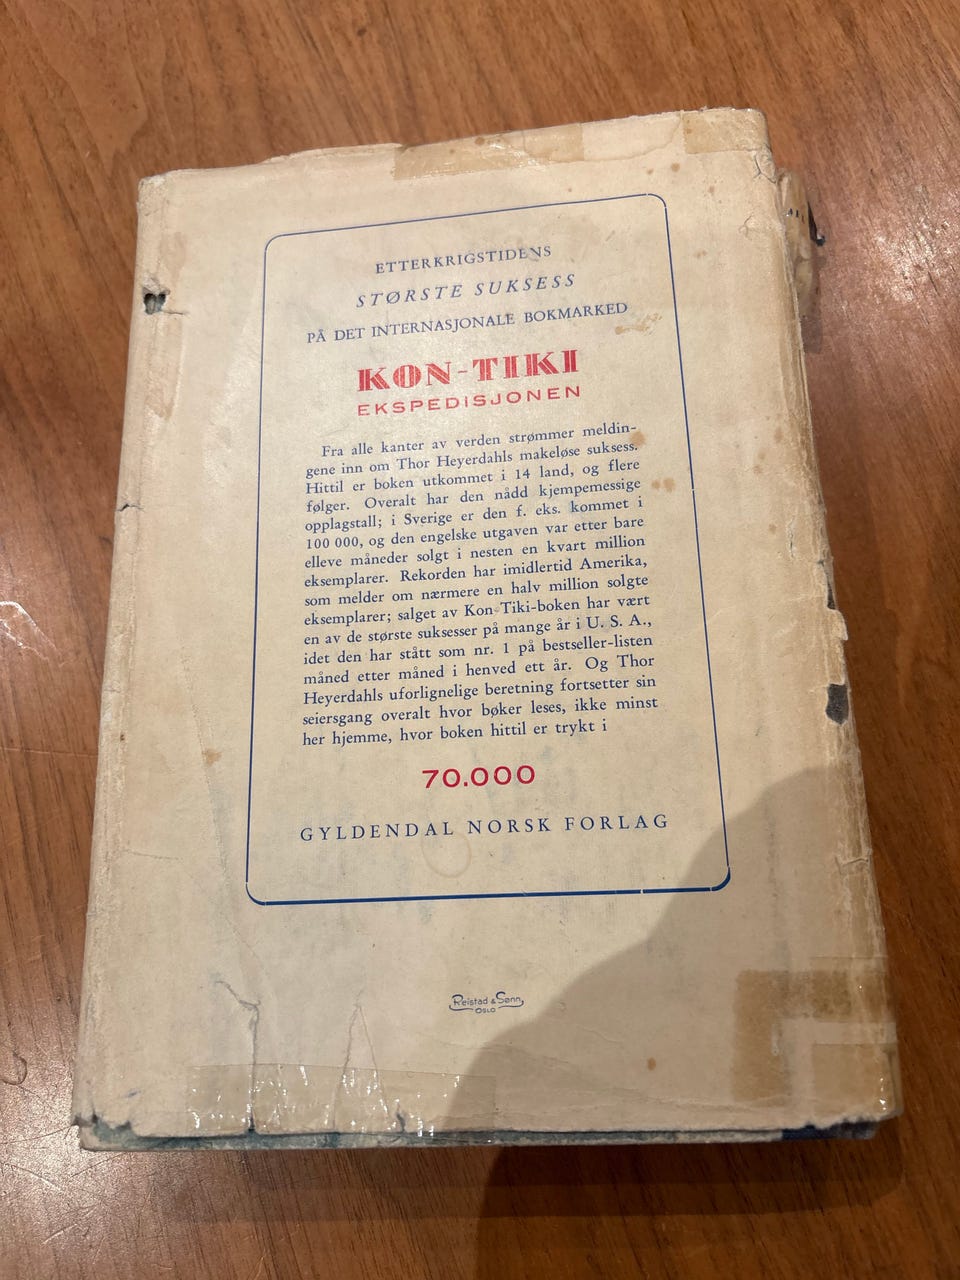 ETTERKRIGSTIDENS
STØRSTE SUKSESS
PÅ DET INTERNASJONALE BOKMARKED
KON-TIKI
EKSPEDISJONEN
Fra alle kanter av verden strømmer meldin-
gene inn om Thor Heyerdahls makeløse suksess.
Hittil er boken utkommet i 14 land, og flere
følger. Overalt har den nådd kjempemessige
opplagstall; i Sverige er den f. eks. kommet i
100 000, og den engelske utgaven var etter bare
elleve måneder solgt i nesten en kvart million
eksemplarer. Rekorden har imidlertid Amerika,
som melder om nærmere en halv million solgte
eksemplarer; salget av Kon-Tiki-boken har vært
en av de største suksesser på mange år i U. S. A.,
idet den har stått som nr. 1 på bestseller-listen
måned etter måned i henved ett år. Og Thor
Heyerdahls uforlignelige beretning fortsetter sin
seiersgang overalt hvor bøker leses, ikke minst
her hjemme, hvor boken hittil er trykt i
70.000
GYLDENDAL NORSK FORLAG
Reistad & Sønn
OSLO